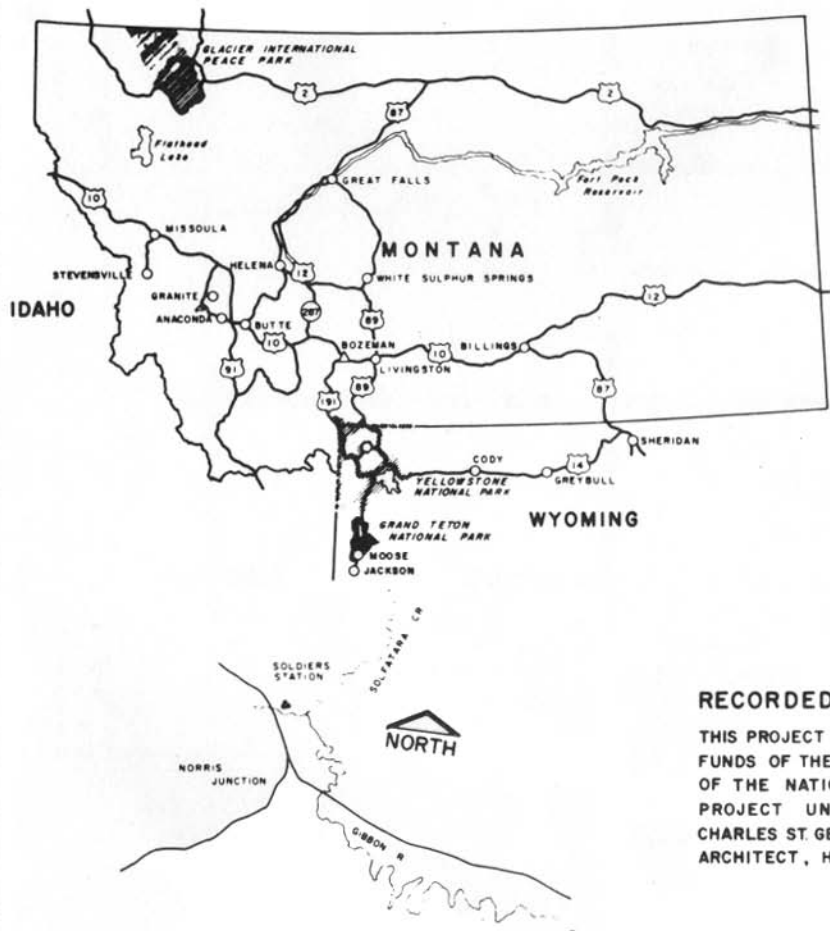 GLACIER INTERNATIONAL
PEACE PARK
2
2
87
Flathead
Lake
Fort Peck
Reservoir
GREAT FALLS
10
MISSOULA
MONTANA
STEVENSVILLE
HELENA
12
WHITE SULPHUR SPRINGS
12
IDAHO
GRANITE
ANACONDA
BUTTE
287
89
10
BOZEMAN
10
BILLINGS
LIVINGSTON
91
191
89
87
SHERIDAN
CODY
14
GREYBULL
YELLOWSTONE
NATIONAL PARK
WYOMING
GRAND TETON
NATIONAL PARK
MOOSE
JACKSON
SOLFATARA CR
SOLDIERS
STATION
NORTH
NORRIS
JUNCTION
GIBBON R
RECORDED
THIS PROJECT
FUNDS OF THE
OF THE NATIO
PROJECT UN
CHARLES ST. GE
ARCHITECT, H